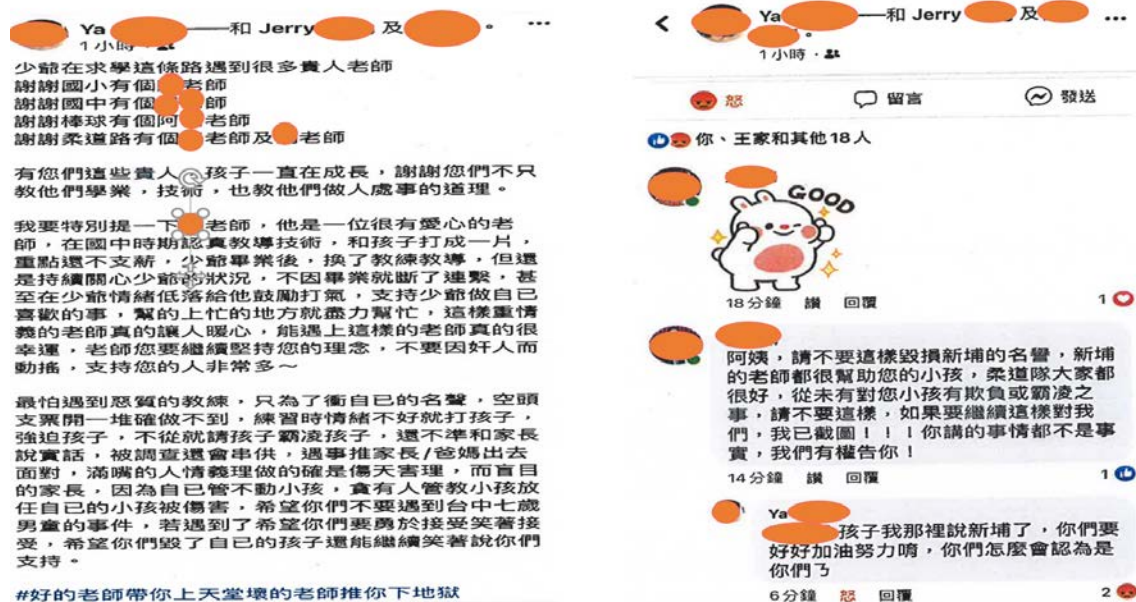 Ya ——和 Jerry 及 。 ...
1小時
少爺在求學這條路遇到很多貴人老師
謝謝國小有個 老師
謝謝國中有個 師
謝謝棒球有個阿 老師
謝謝柔道路有個 老師及 老師
有您們這些貴人 孩子一直在成長,謝謝您們不只
教他們學業,技術,也教他們做人處事的道理。
我要特別提一下 老師,他是一位很有愛心的老
師,在國中時期認真教導技術,和孩子打成一片,
重點還不支薪,少爺畢業後,換了教練教導,但還
是持續關心少爺的狀況,不因畢業就斷了連繫,甚
至在少爺情緒低落給他鼓勵打氣,支持少爺做自已
喜歡的事,幫的上忙的地方就盡力幫忙,這樣重情
義的老師真的讓人暖心,能遇上這樣的老師真的很
幸運,老師您要繼續堅持您的理念,不要因奸人而
動搖,支持您的人非常多~
最怕遇到惡質的教練,只為了衝自已的名聲,空頭
支票開一堆確做不到,練習時情緒不好就打孩子,
強迫孩子,不從就請孩子霸凌孩子,還不準和家長
說實話,被調查還會串供,遇事推家長/爸媽出去
面對,滿嘴的人情義理做的確是傷天害理,而盲目
的家長,因為自已管不動小孩,貪有人管教小孩放
任自已的小孩被傷害,希望你們不要遇到台中七歲
男童的事件,若遇到了希望你們要勇於接受笑著接
受,希望你們毀了自已的孩子還能繼續笑著說你們
支持。
#好的老師帶你上天堂壞的老師推你下地獄
Ya ——和 Jerry 及 ...
。
1小時 ·
怒 留言 發送
你、王家和其他18人
GOOD
18分鐘 讚 回覆 1
阿姨,請不要這樣毀損新埔的名譽,新埔
的老師都很幫助您的小孩,柔道隊大家都
很好,從未有對您小孩有欺負或霸凌之
事,請不要這樣,如果要繼續這樣對我
們,我已截圖!!!你講的事情都不是事
實,我們有權告你!
14分鐘 讚 回覆 1
Ya
孩子我那裡說新埔了,你們要
好好加油努力唷,你們怎麼會認為是
你們ㄋ
6分鐘 怒 回覆 2